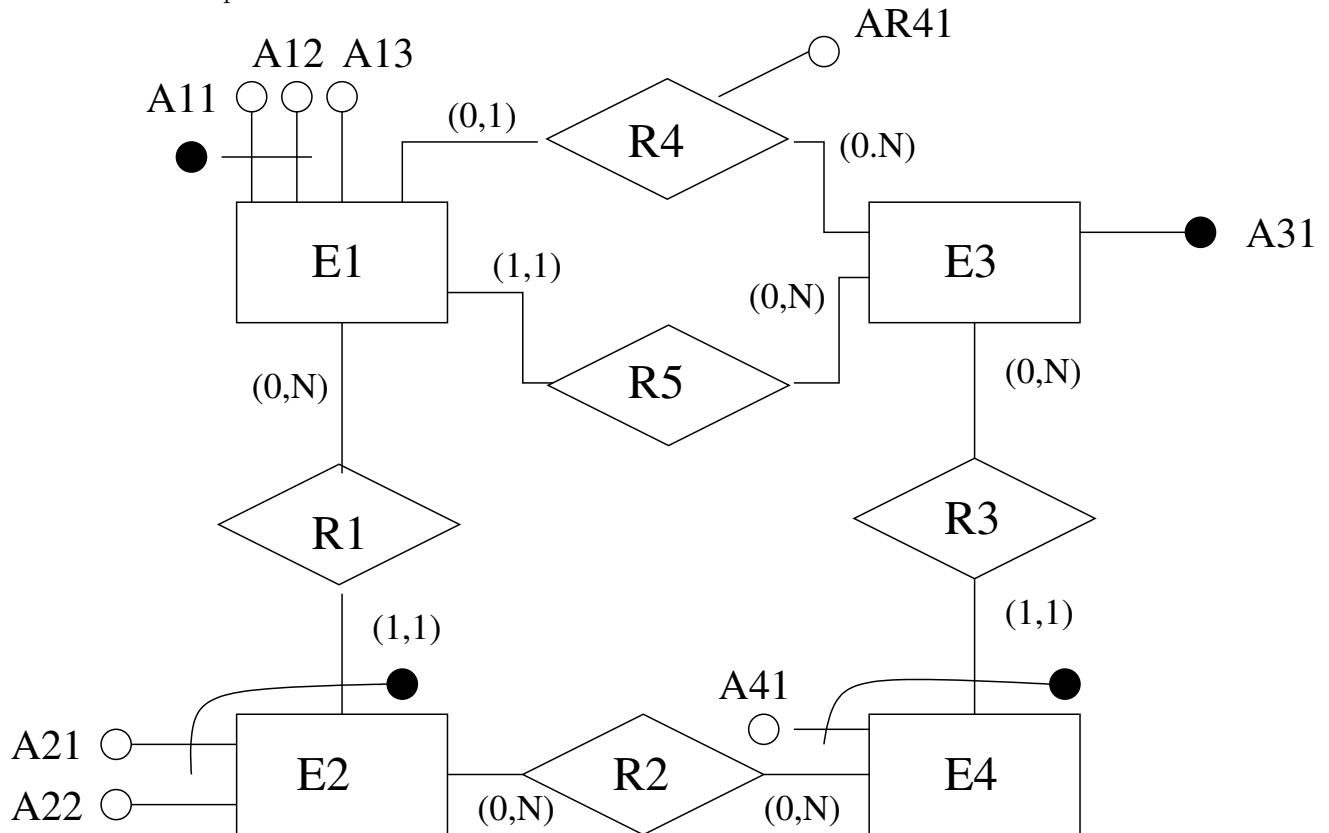 AR41
A12 A13
A11
(0,1)
R4
(0.N)
A31
E1
(1,1)
E3
(0,N)
(0,N)
R5
(0,N)
R1
R3
(1,1)
(1,1)
A41
A21
E2
R2
E4
A22
(0,N)
(0,N)